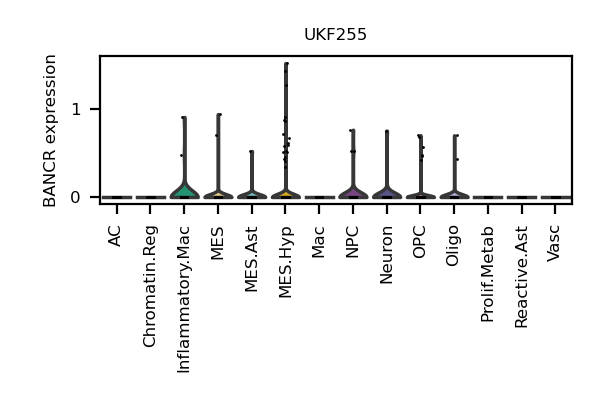 UKF255
BANCR expression
1
0
AC
Chromatin.Reg
Inflammatory.Mac
MES
MES.Ast
MES.Hyp
Mac
NPC
Neuron
OPC
Oligo
Prolif.Metab
Reactive.Ast
Vasc